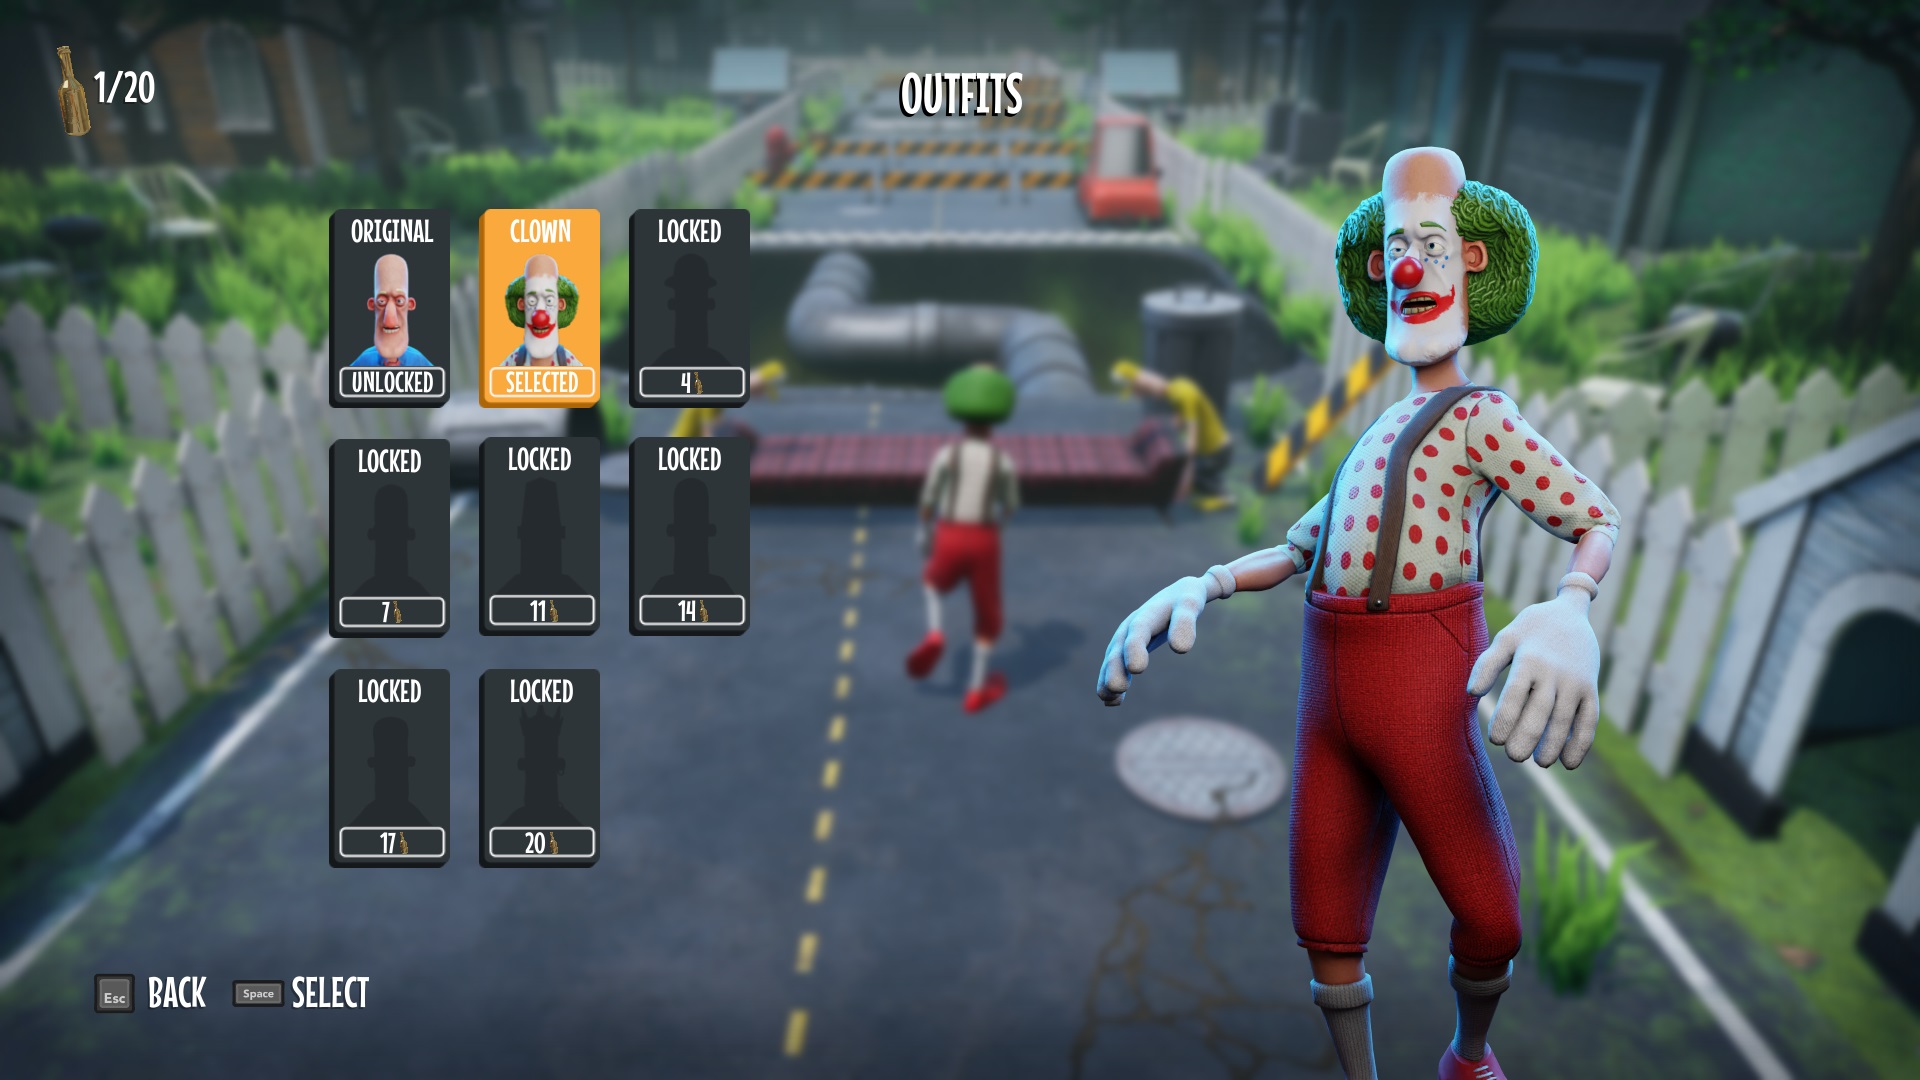 1/20
OUTFITS
ORIGINAL
UNLOCKED
CLOWN
SELECTED
LOCKED
4
LOCKED
7
LOCKED
11
LOCKED
14
LOCKED
17
LOCKED
20
Esc BACK Space SELECT